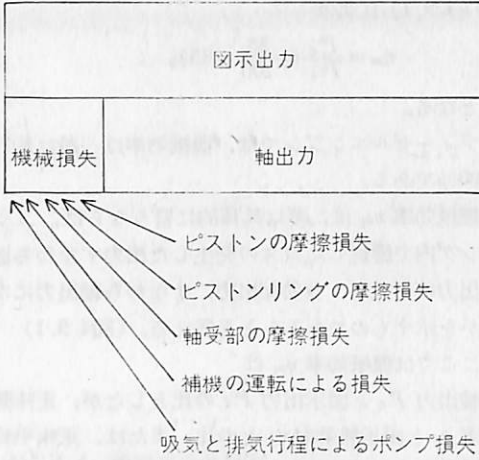 図示出力
機械損失
軸出力
ピストンの摩擦損失
ピストンリングの摩擦損失
軸受部の摩擦損失
補機の運転による損失
吸気と排気行程によるポンプ損失